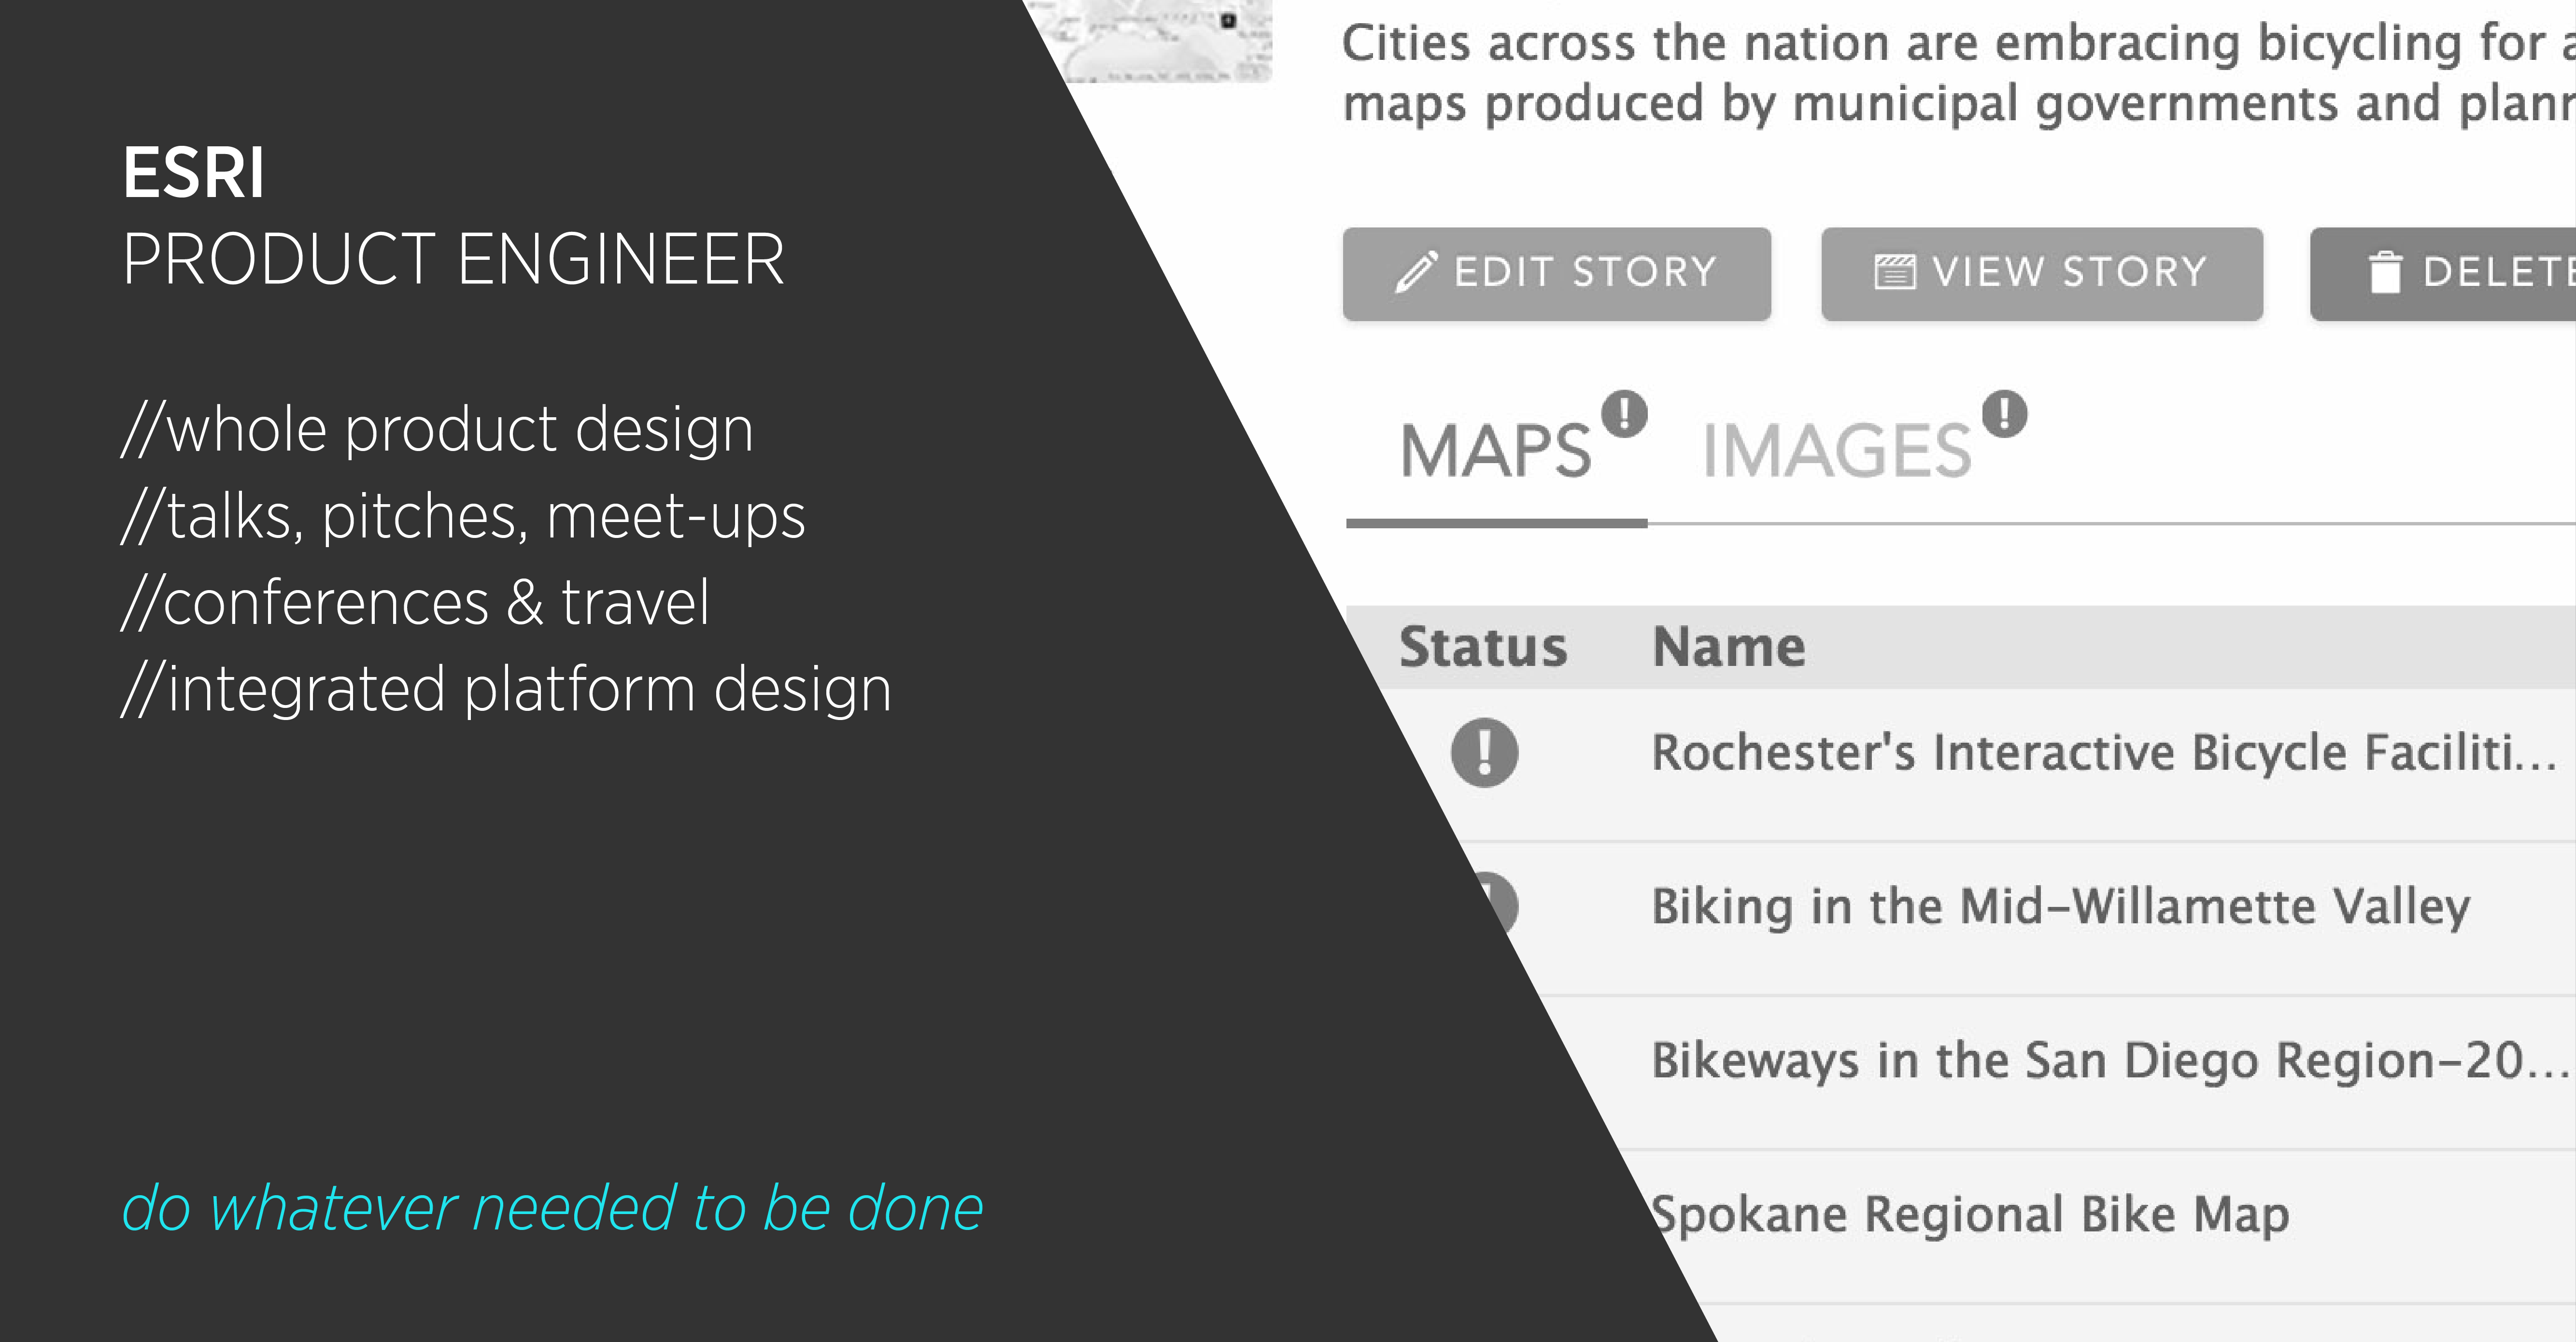 ESRI
PRODUCT ENGINEER
//whole product design
//talks, pitches, meet-ups
//conferences & travel
//integrated platform design
do whatever needed to be done
Cities across the nation are embracing bicycling for
maps produced by municipal governments and
EDIT STORY VIEW STORY DELETE
MAPS ! IMAGES !
Status Name
! Rochester's Interactive Bicycle Faciliti...
Biking in the Mid-Willamette Valley
Bikeways in the San Diego Region-20...
Spokane Regional Bike Map